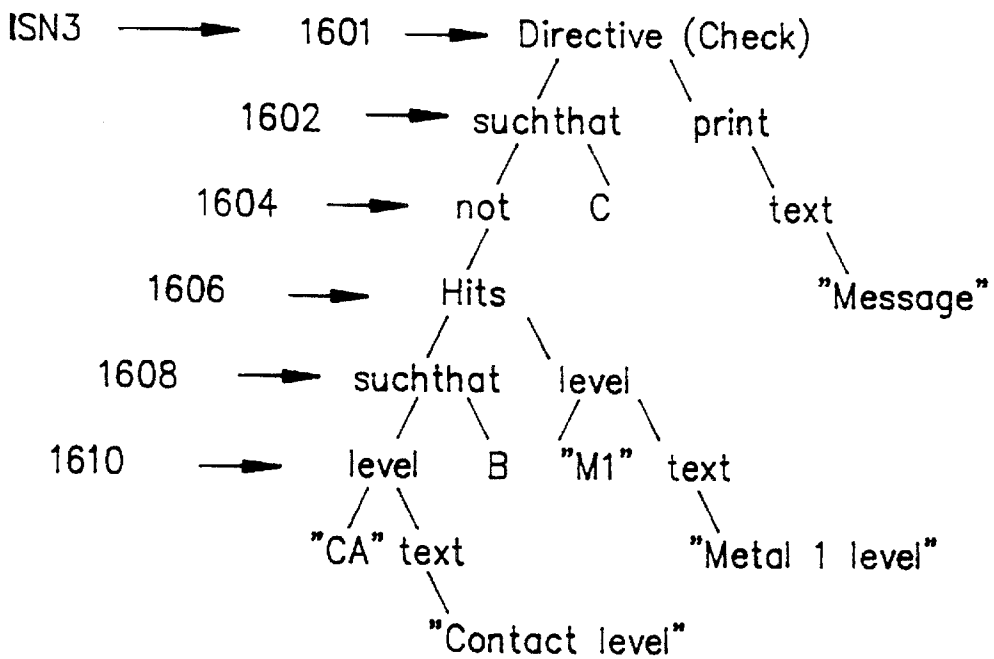 ISN3 1601 Directive (Check)
1602 suchthat print
1604 not C text
1606 Hits "Message"
1608 suchthat level
1610 level B "M1" text
"CA" text "Metal 1 level"
"Contact level"